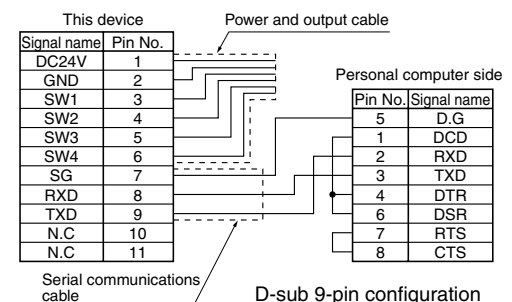 This device
Power and output cable
Signal name Pin No.
DC24V 1
GND 2
SW1 3
SW2 4
SW3 5
SW4 6
SG 7
RXD 8
TXD 9
N.C 10
N.C 11
Personal computer side
Pin No. Signal name
5 D.G
1 DCD
2 RXD
3 TXD
4 DTR
6 DSR
7 RTS
8 CTS
Serial communications
cable
D-sub 9-pin configuration